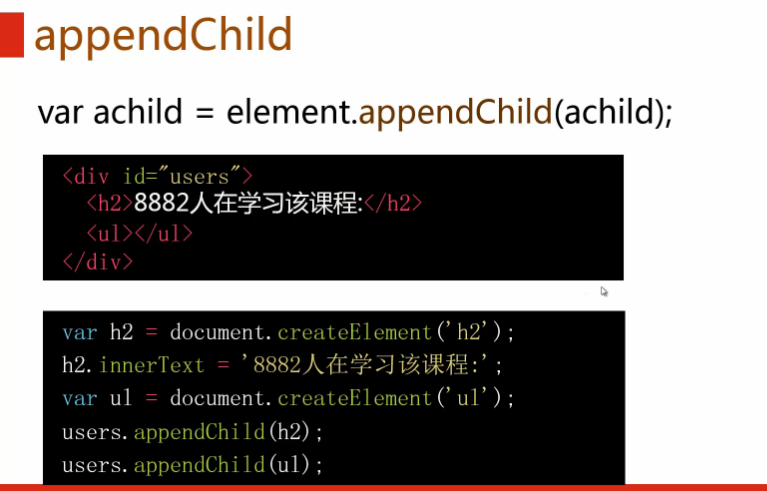 appendChild
var achild = element.appendChild(achild);
<div id="users">
<h2>8882人在学习该课程:</h2>
<ul></ul>
</div>
var h2 = document.createElement('h2');
h2.innerText = '8882人在学习该课程:';
var ul = document.createElement('ul');
users.appendChild(h2);
users.appendChild(ul);